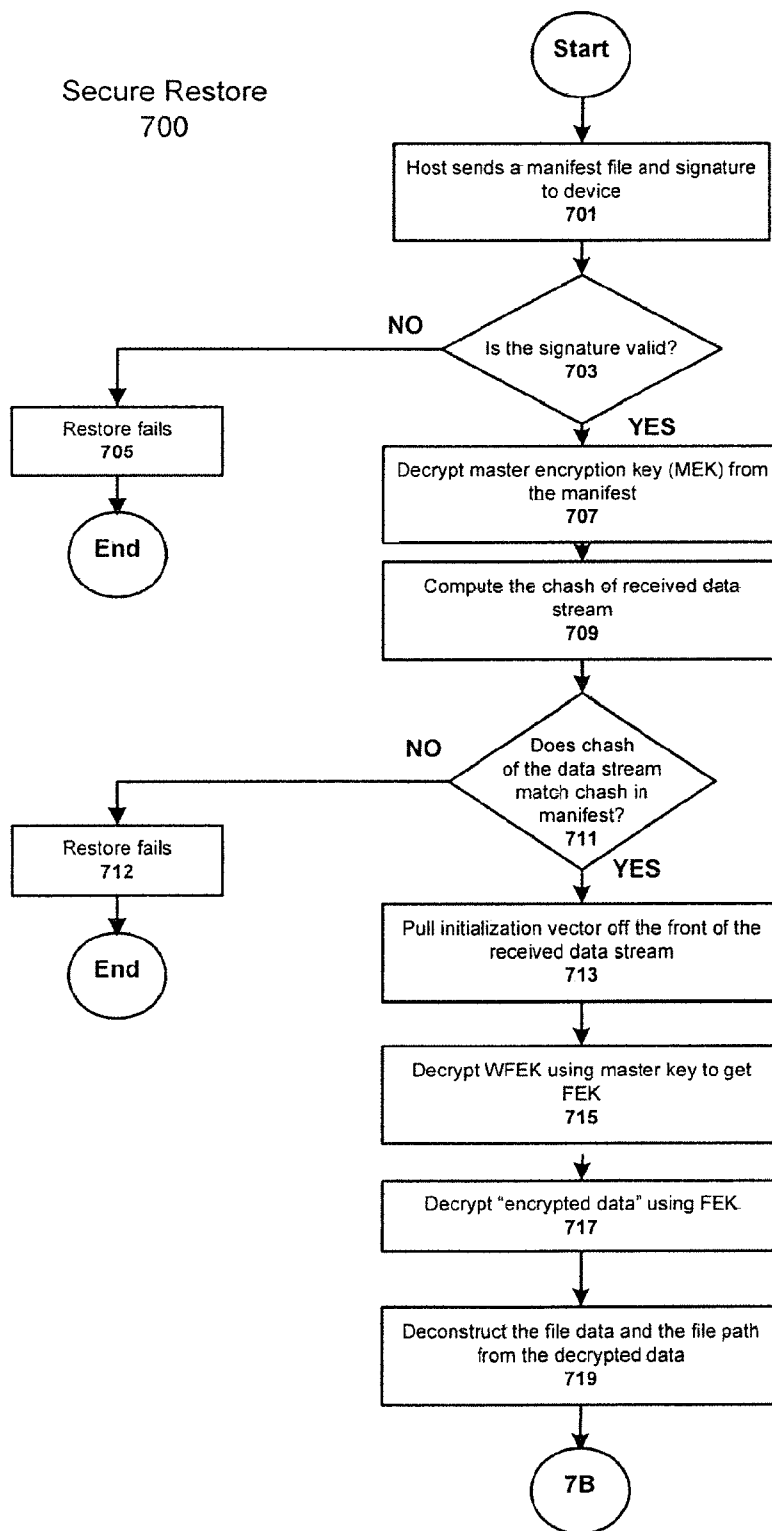 Start
Secure Restore
700
Host sends a manifest file and signature
to device
701
NO
Is the signature valid?
703
YES
Restore fails
705
Decrypt master encryption key (MEK) from
the manifest
707
End
Compute the chash of received data
stream
709
NO
Does chash
of the data stream
match chash in
manifest?
711
Restore fails
712
YES
Pull initialization vector off the front of the
received data stream
713
End
Decrypt WFEK using master key to get
FEK
715
Decrypt “encrypted data” using FEK.
717
Deconstruct the file data and the file path
from the decrypted data
719
7B